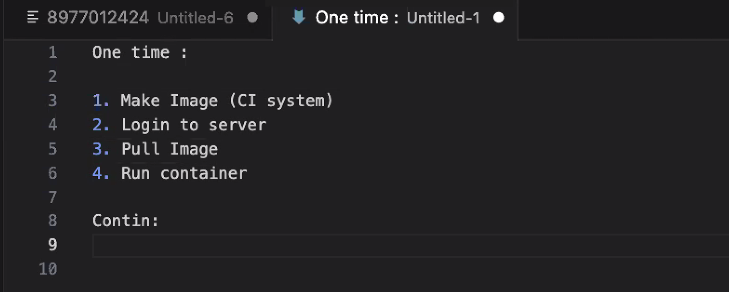 8977012424 Untitled-6 ● One time : Untitled-1 ●
1 One time :
2
3 1. Make Image (CI system)
4 2. Login to server
5 3. Pull Image
6 4. Run container
7
8 Contin:
9
10